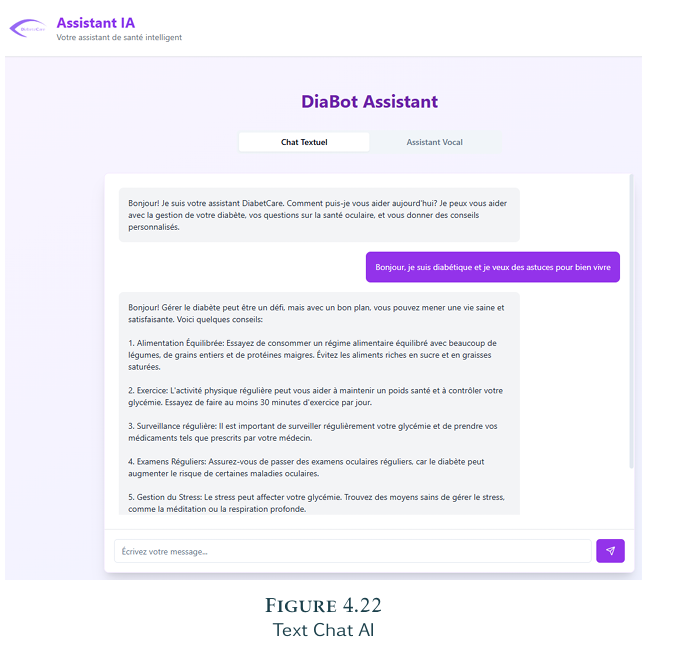 Assistant IA
Votre assistant de santé intelligent
DiaBot Assistant
Chat Textuel
Assistant Vocal
Bonjour! Je suis votre assistant DiabetCare. Comment puis-je vous aider aujourd'hui? Je peux vous aider
avec la gestion de votre diabète, vos questions sur la santé oculaire, et vous donner des conseils
personnalisés.
Bonjour, je suis diabétique et je veux des astuces pour bien vivre
Bonjour! Gérer le diabète peut être un défi, mais avec un bon plan, vous pouvez mener une vie saine et
satisfaisante. Voici quelques conseils:
1. Alimentation Équilibrée: Essayez de consommer un régime alimentaire équilibré avec beaucoup de
légumes, de grains entiers et de protéines maigres. Évitez les aliments riches en sucre et en graisses
saturées.
2. Exercice: L'activité physique régulière peut vous aider à maintenir un poids santé et à contrôler votre
glycémie. Essayez de faire au moins 30 minutes d'exercice par jour.
3. Surveillance régulière: Il est important de surveiller régulièrement votre glycémie et de prendre vos
médicaments tels que prescrits par votre médecin.
4. Examens Réguliers: Assurez-vous de passer des examens oculaires réguliers, car le diabète peut
augmenter le risque de certaines maladies oculaires.
5. Gestion du Stress: Le stress peut affecter votre glycémie. Trouvez des moyens sains de gérer le stress,
comme la méditation ou la respiration profonde.
Écrivez votre message...
FIGURE 4.22
Text Chat AI